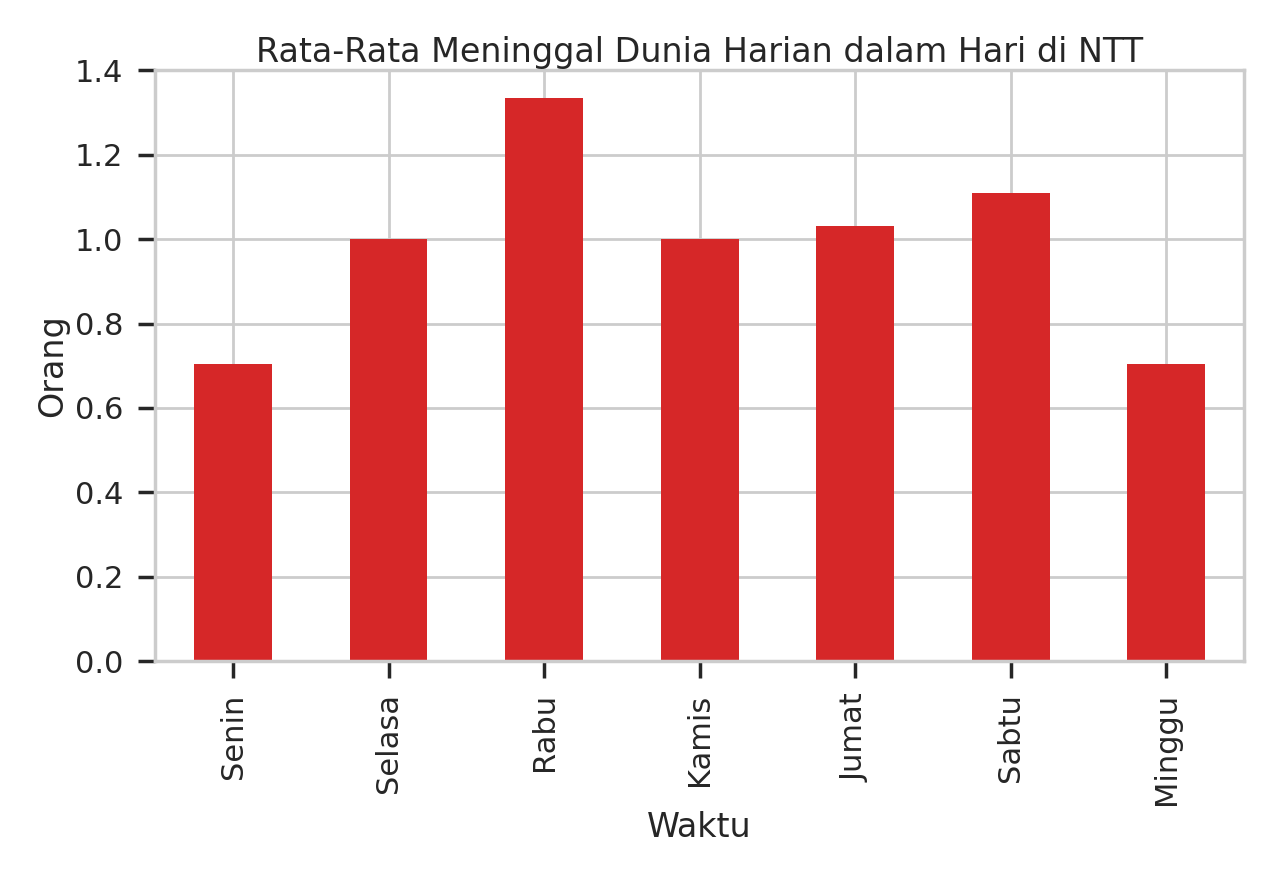 Rata-Rata Meninggal Dunia Harian dalam Hari di NTT
1.4
1.2
1.0
0.8
0.6
0.4
0.2
0.0
Orang
Senin
Selasa
Rabu
Kamis
Jumat
Sabtu
Minggu
Waktu